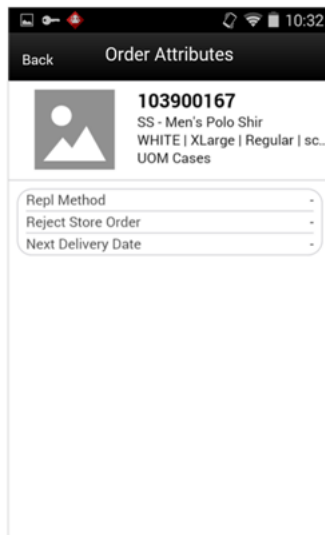 10:32
Back
Order Attributes
103900167
SS - Men's Polo Shir
WHITE | XLarge | Regular | sc..
UOM Cases
Repl Method -
Reject Store Order -
Next Delivery Date -